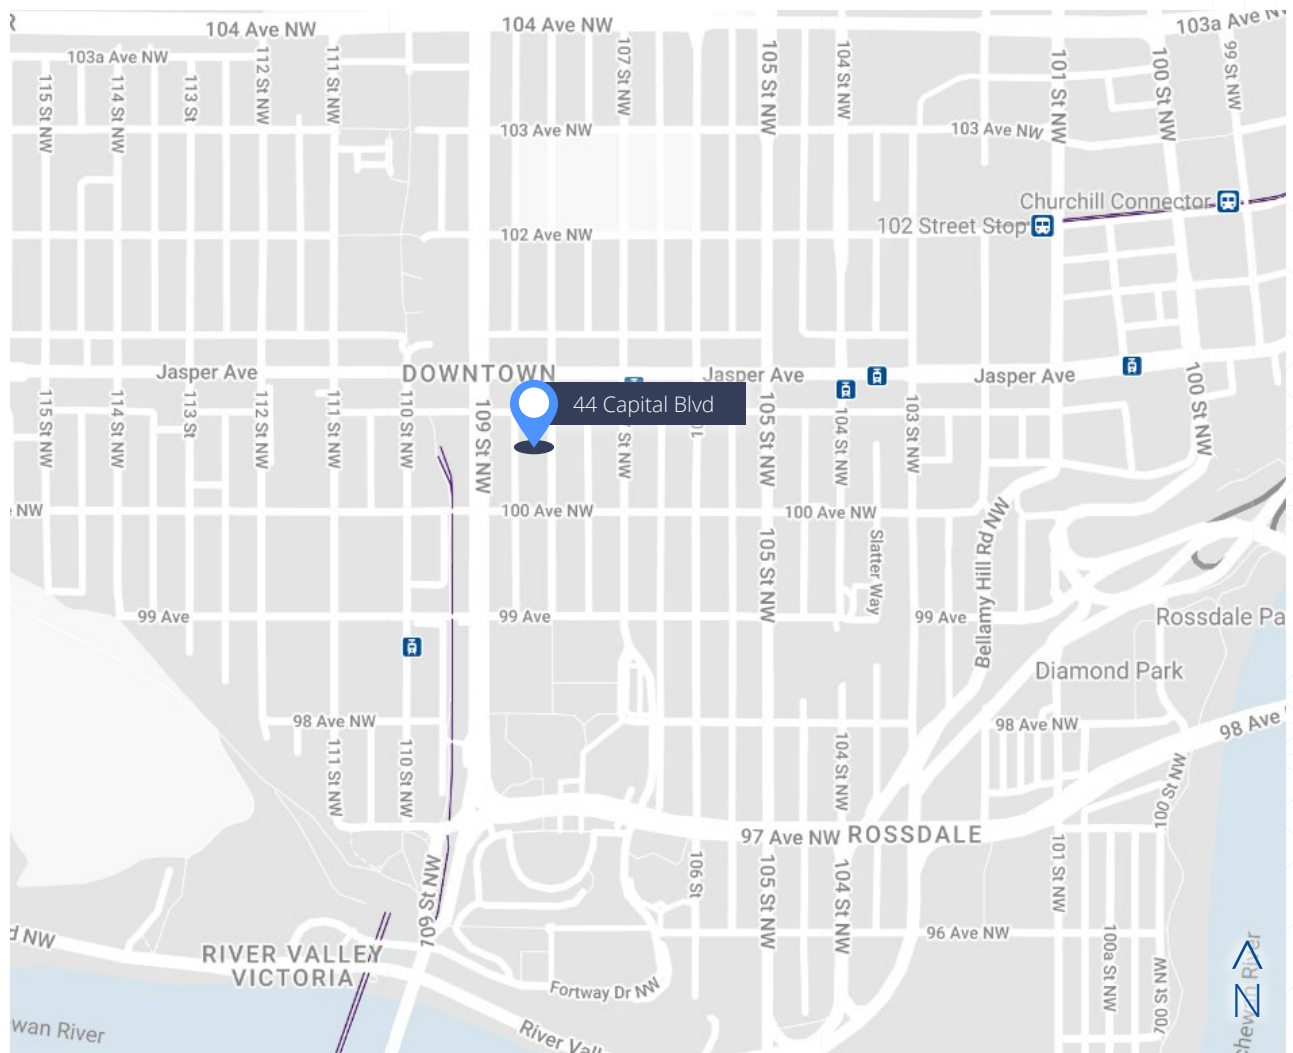 R
104 Ave NW
104 Ave NW
103a Ave N
103a Ave NW
115 St NW
114 St NW
113 St
112 St NW
111 St NW
107 St NW
105 St NW
104 St NW
101 St NW
100 St NW
99 St NW
103 Ave NW
103 Ave NW
Churchill Connector
102 Street Stop
102 Ave NW
Jasper Ave
DOWNTOWN
Jasper Ave
Jasper Ave
44 Capital Blvd
115 St NW
114 St NW
113 St
112 St NW
111 St NW
110 St NW
109 St NW
St NW
10
105 St NW
104 St NW
103 St NW
100 St NW
NW
100 Ave NW
100 Ave NW
105 St NW
Slatter Way
Bellamy Hill Rd NW
99 Ave
99 Ave
99 Ave
Rossdale Pa
Diamond Park
98 Ave NW
98 Ave NW
98 Ave
111 St NW
110 St NW
104 St NW
100 St NW
97 Ave NW
ROSSDALE
109 St NW
106 St
105 St NW
104 St NW
101 St NW
96 Ave NW
100a St NW
100 St NW
d NW
RIVER VALLEY
VICTORIA
Fortway Dr NW
River Vall
wan River
hewan River
N